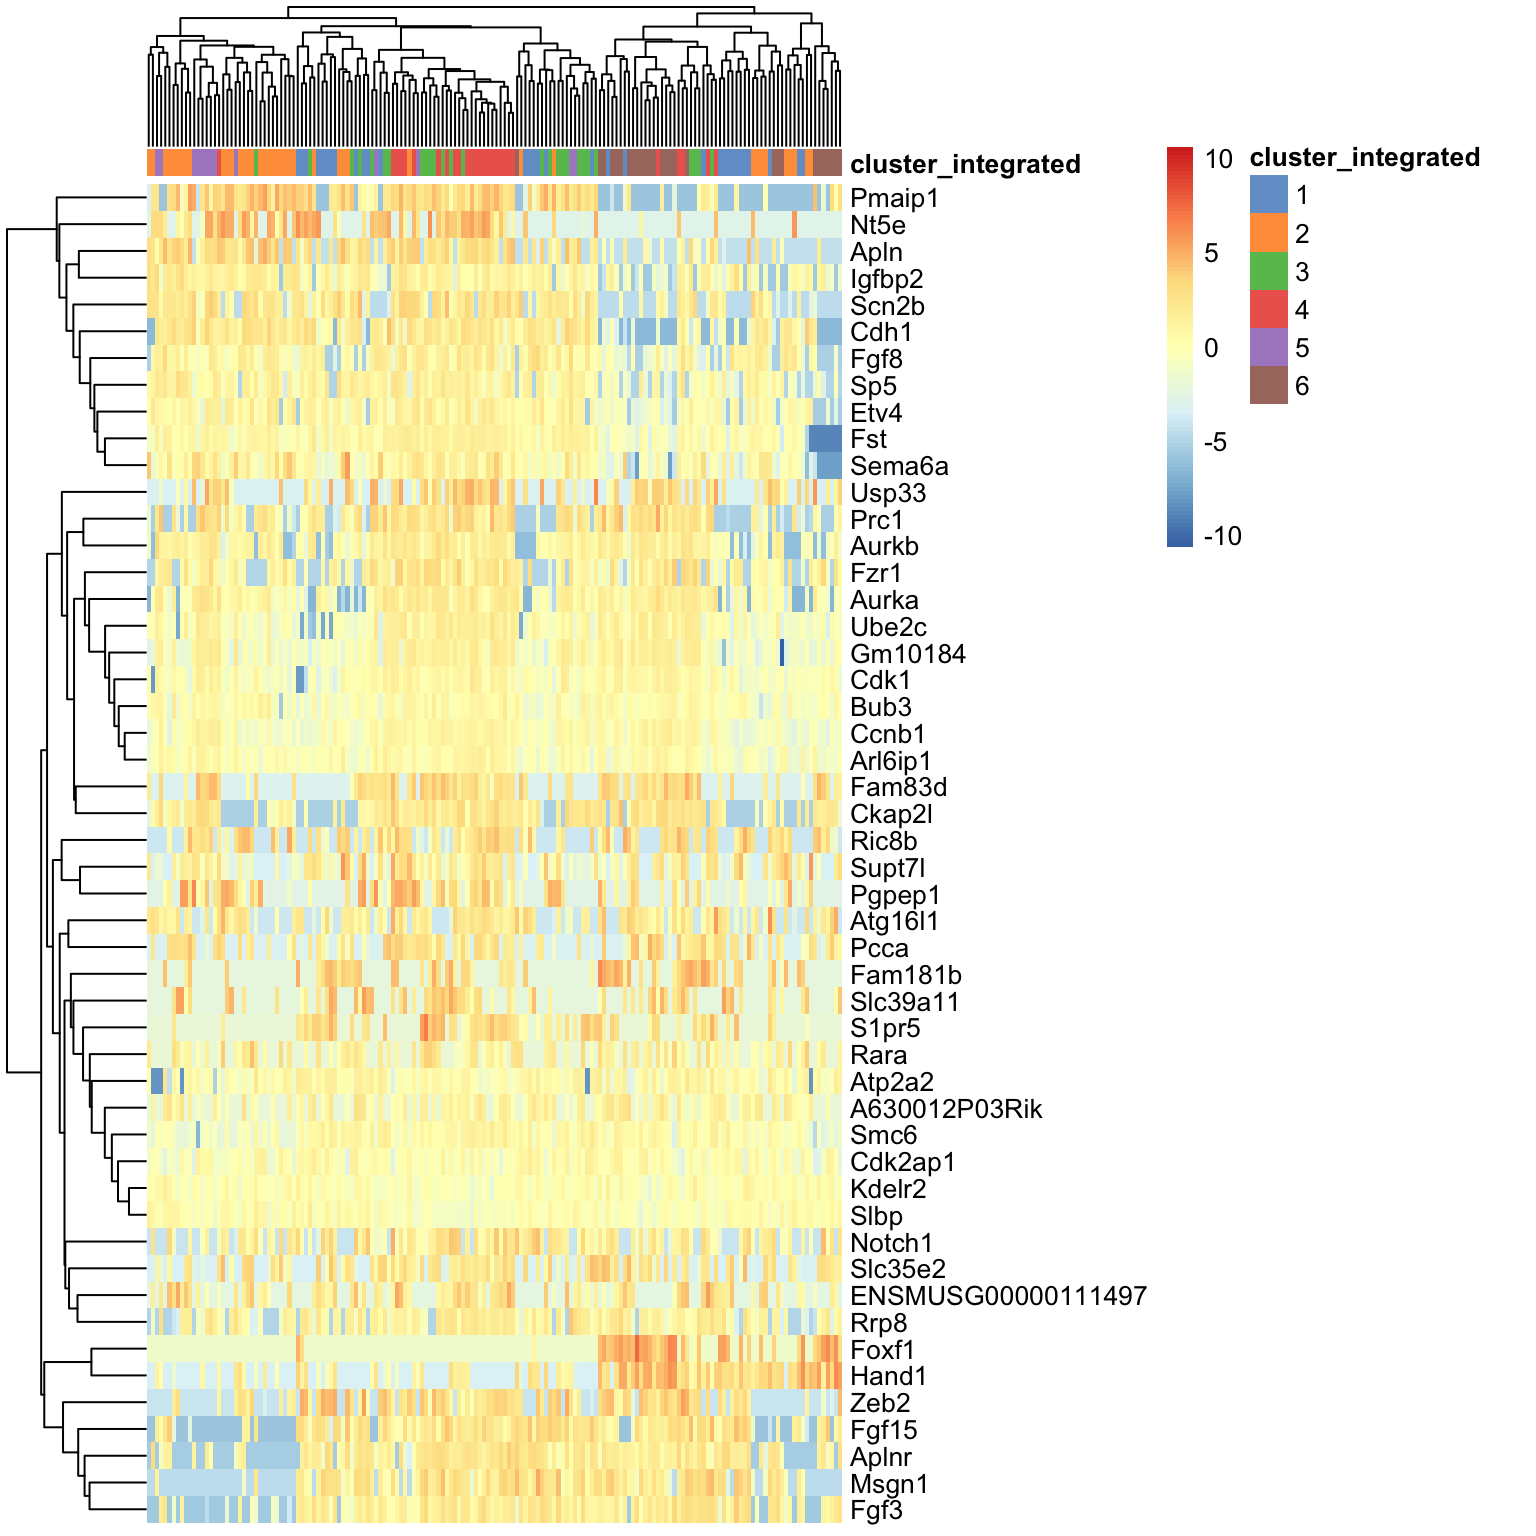 cluster_integrated
Pmaip1
Nt5e
Apln
Igfbp2
Scn2b
Cdh1
Fgf8
Sp5
Etv4
Fst
Sema6a
Usp33
Prc1
Aurkb
Fzr1
Aurka
Ube2c
Gm10184
Cdk1
Bub3
Ccnb1
Arl6ip1
Fam83d
Ckap2l
Ric8b
Supt7l
Pgpep1
Atg16l1
Pcca
Fam181b
Slc39a11
S1pr5
Rara
Atp2a2
A630012P03Rik
Smc6
Cdk2ap1
Kdelr2
Slbp
Notch1
Slc35e2
ENSMUSG00000111497
Rrp8
Foxf1
Hand1
Zeb2
Fgf15
Aplnr
Msgn1
Fgf3
10
5
0
-5
-10
cluster_integrated
1
2
3
4
5
6